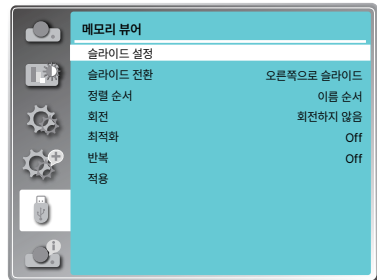 메모리 뷰어
슬라이드 설정
슬라이드 전환 오른쪽으로 슬라이드
정렬 순서 이름 순서
회전 회전하지 않음
최적화 Off
반복 Off
적용